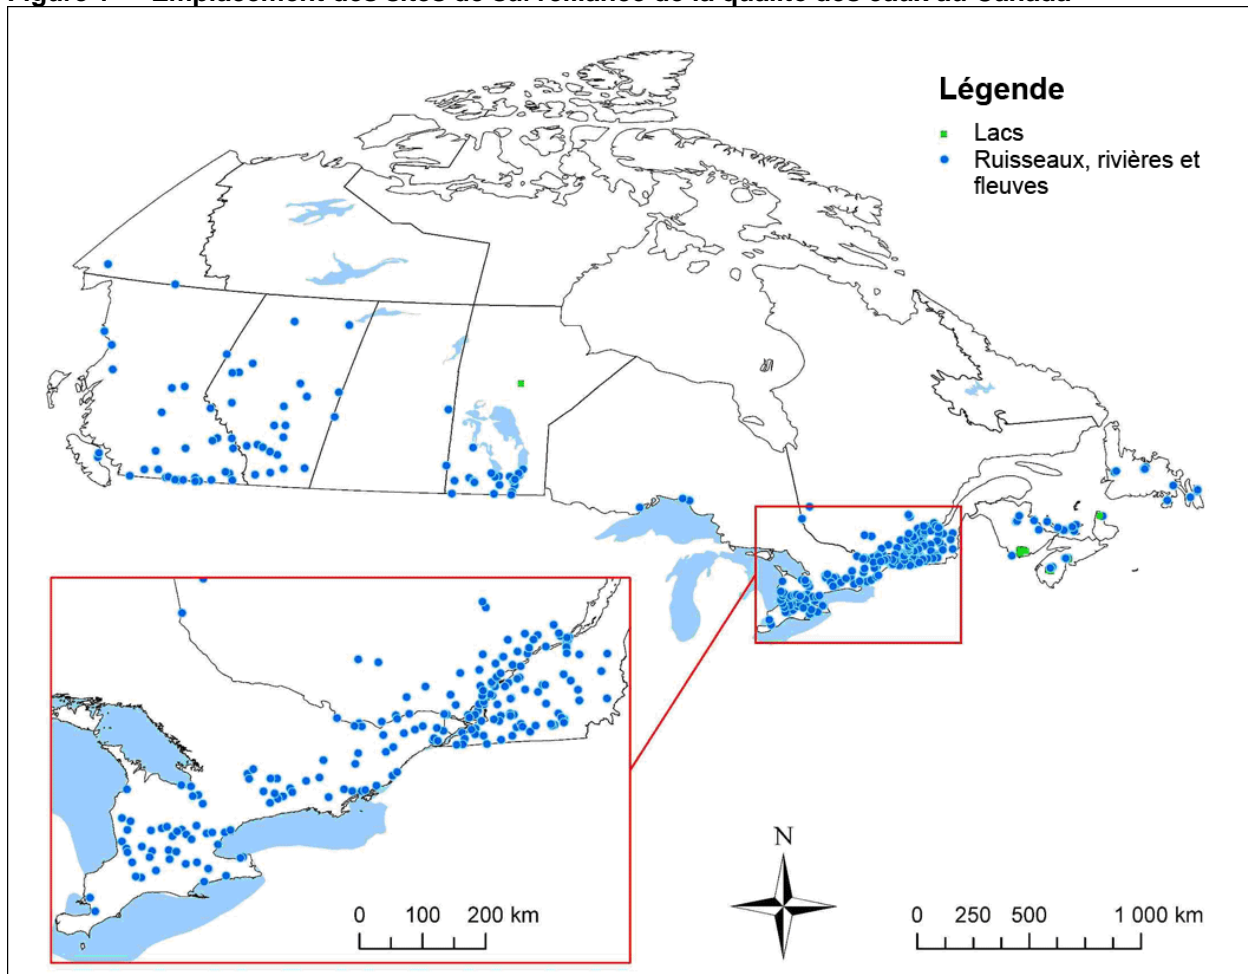 Légende
Lacs
Ruisseaux, rivières et
fleuves
N
0 100 200 km
0 250 500 1 000 km